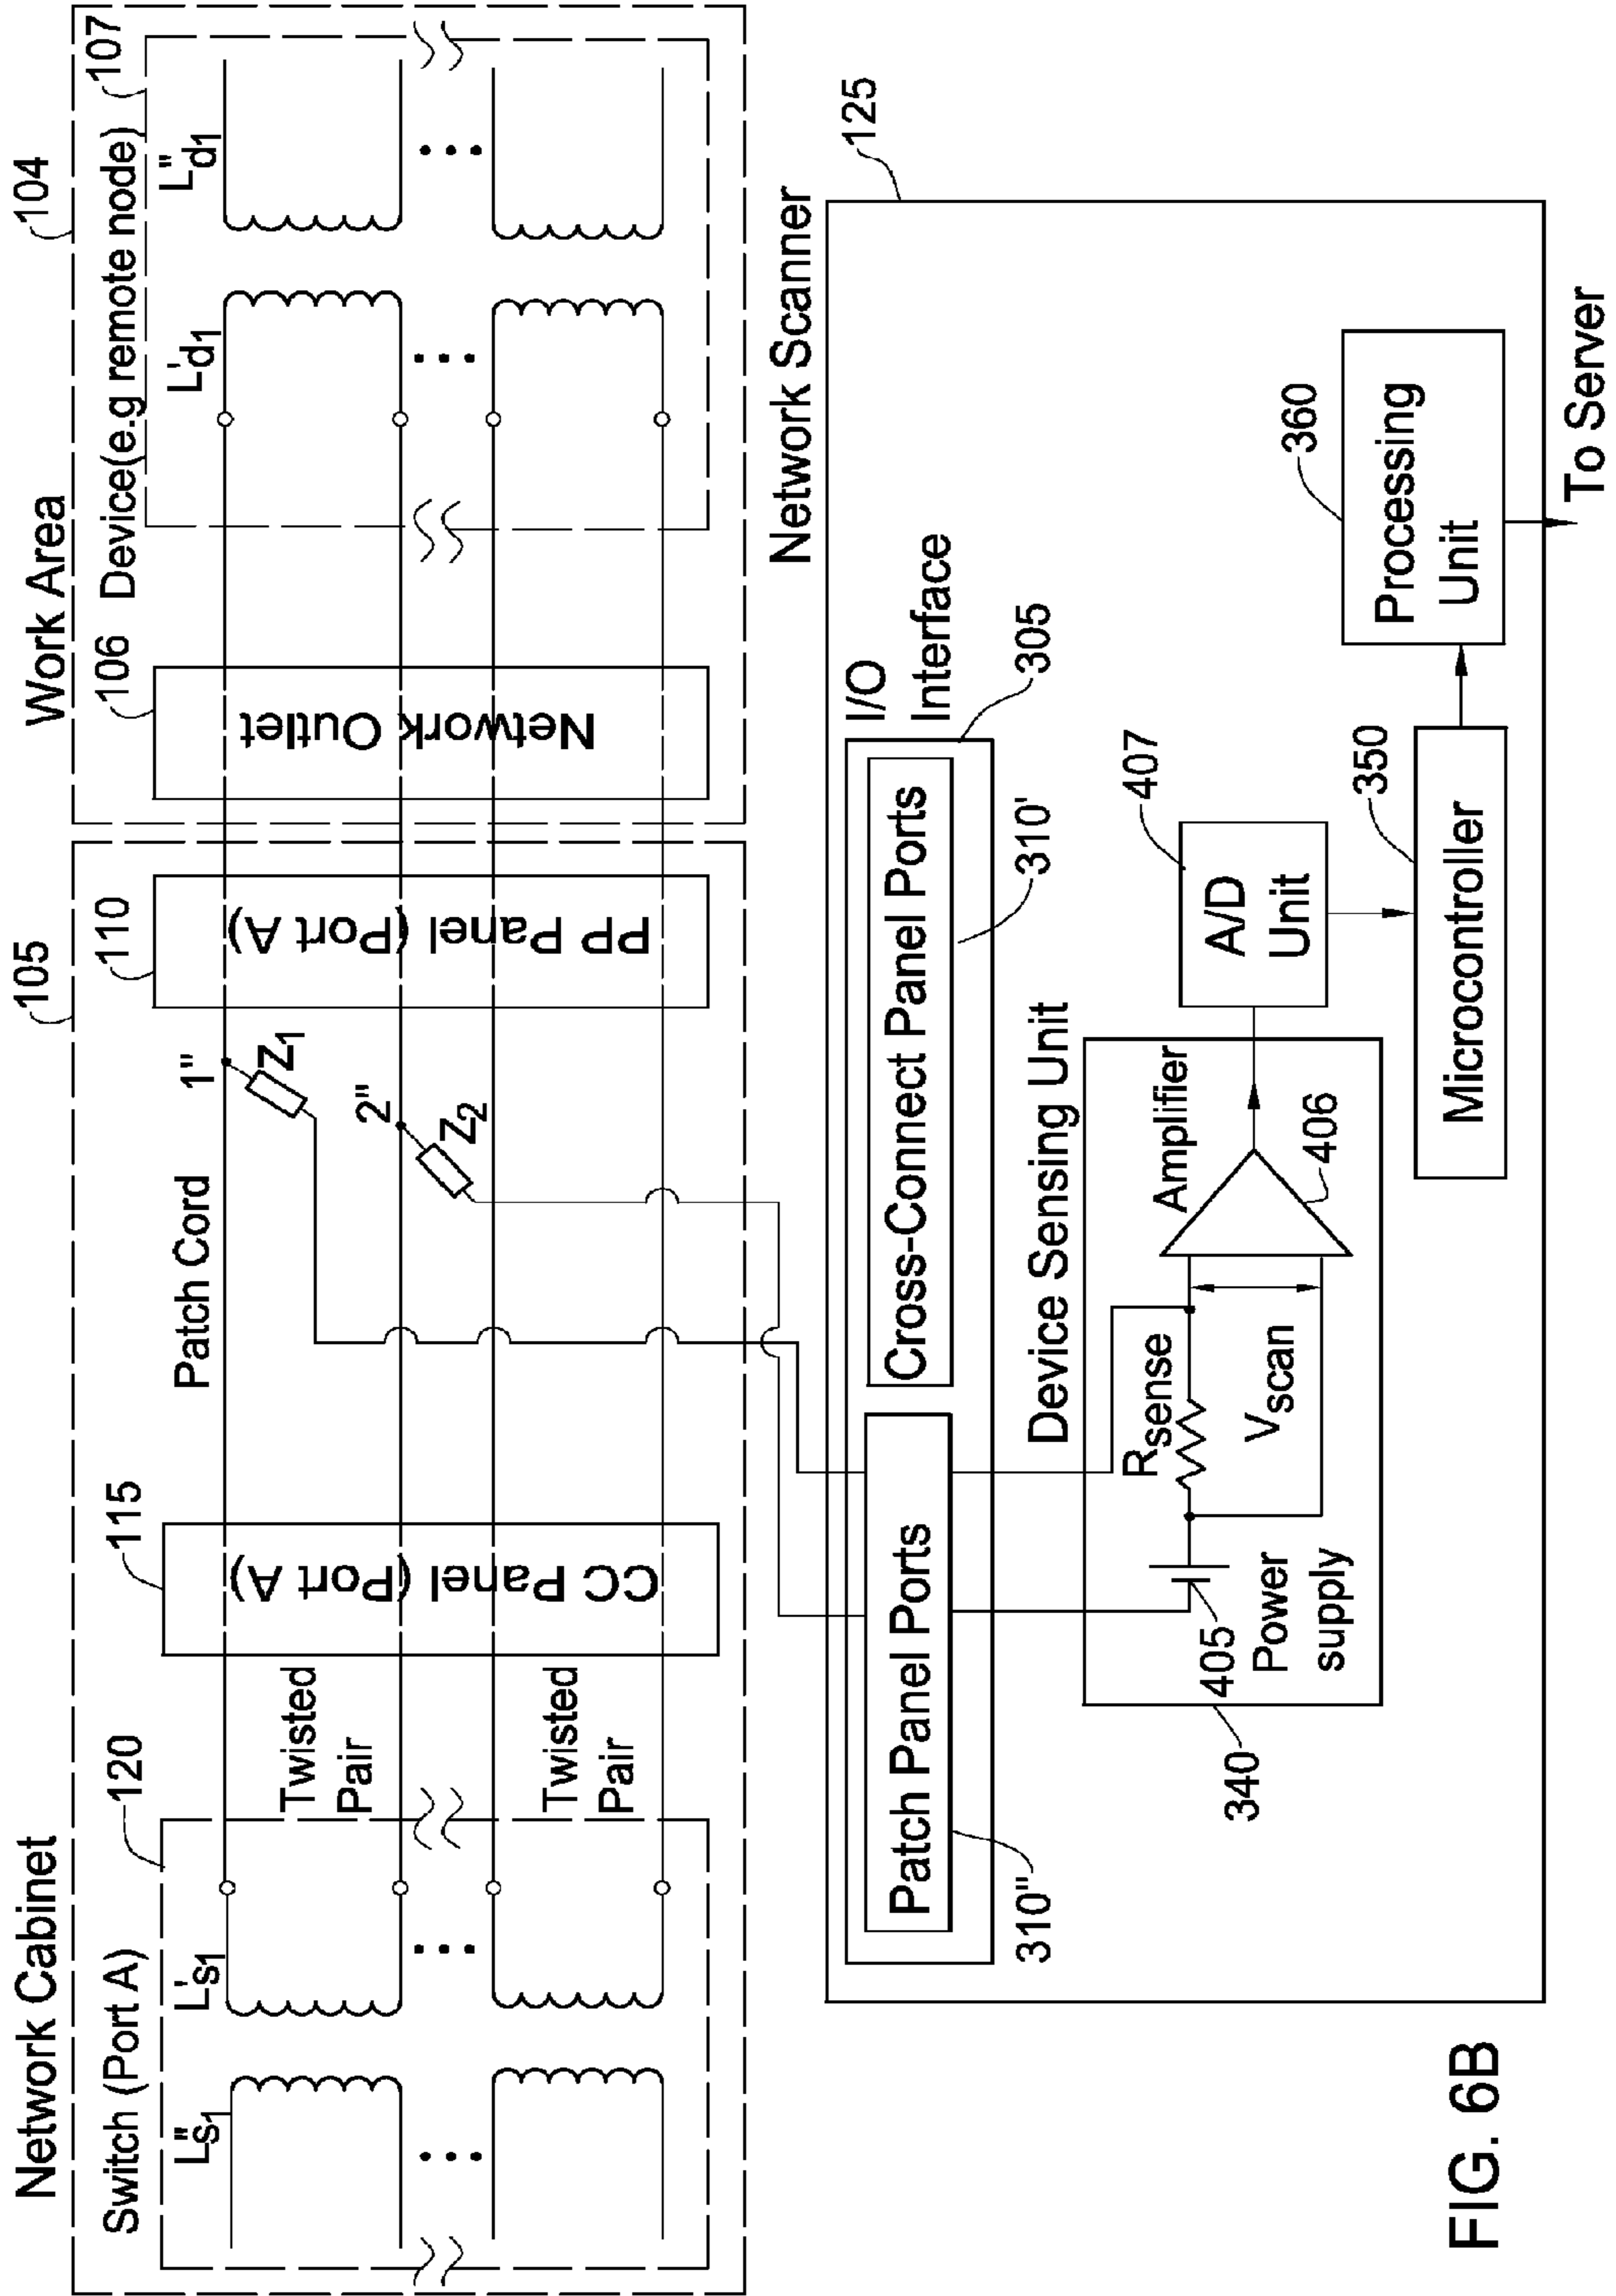 Network Cabinet
105
Work Area
104
Switch (Port A)
120
115
110
106
Device(e.g remote node)
107
L"s1
L's1
L'd1
L"d1
Twisted
Pair
Twisted
Pair
CC Panel (Port A)
Patch Cord
1"
Z1
2"
Z2
PP Panel (Port A)
Network Outlet
Network Scanner
125
I/O
Interface
305
Patch Panel Ports
310"
Cross-Connect Panel Ports
310'
Device Sensing Unit
340
Rsense
Vscan
Amplifier
406
405
Power
supply
407
A/D
Unit
350
Microcontroller
360
Processing
Unit
To Server
FIG. 6B